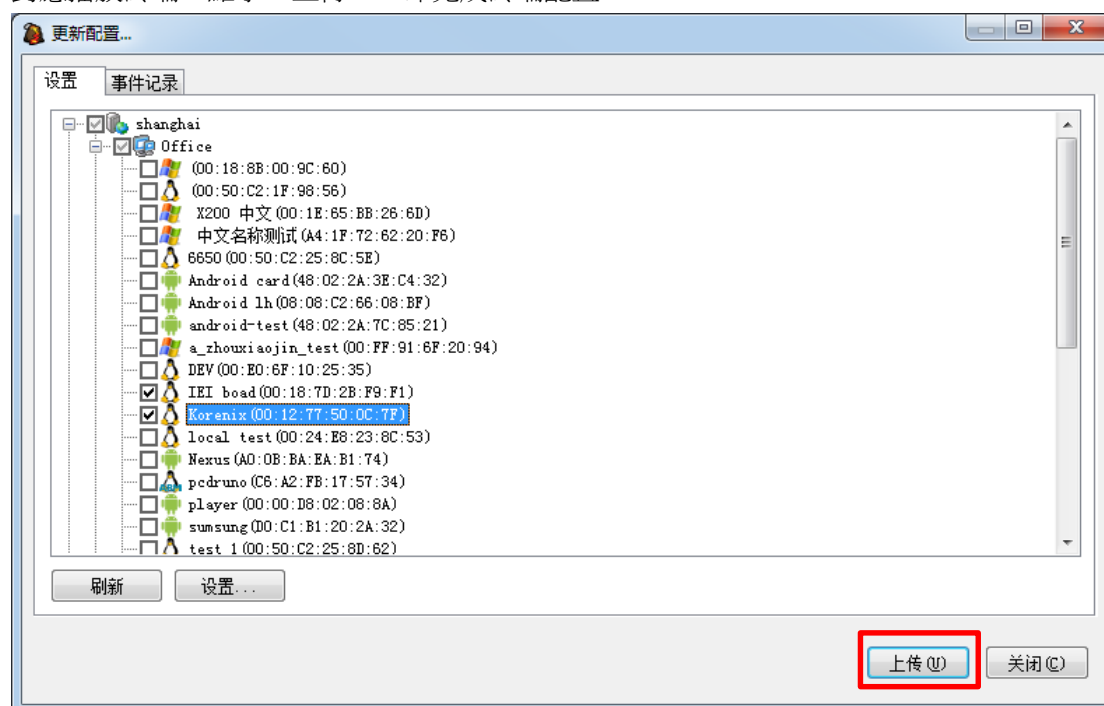 更新配置...
设置 事件记录
shanghai
Office
(00:18:8B:00:9C:60)
(00:50:C2:1F:98:56)
X200 中文(00:1E:65:BB:26:6D)
中文名称测试(A4:1F:72:62:20:F6)
6650(00:50:C2:25:8C:5E)
Android card(48:02:2A:3E:C4:32)
Android lh(08:08:C2:66:08:BF)
android-test(48:02:2A:7C:85:21)
a_zhouxiaojin_test(00:FF:91:6F:20:94)
DEV(00:E0:6F:10:25:35)
IEI boad(00:18:7D:2B:F9:F1)
Korenix(00:12:77:50:0C:7F)
local test(00:24:E8:23:8C:53)
Nexus(A0:0B:BA:EA:B1:74)
pcdruno(C6:A2:FB:17:57:34)
player(00:00:D8:02:08:8A)
sumsung(D0:C1:B1:20:2A:32)
test 1(00:50:C2:25:8D:62)
刷新 设置...
上传(U) 关闭(C)